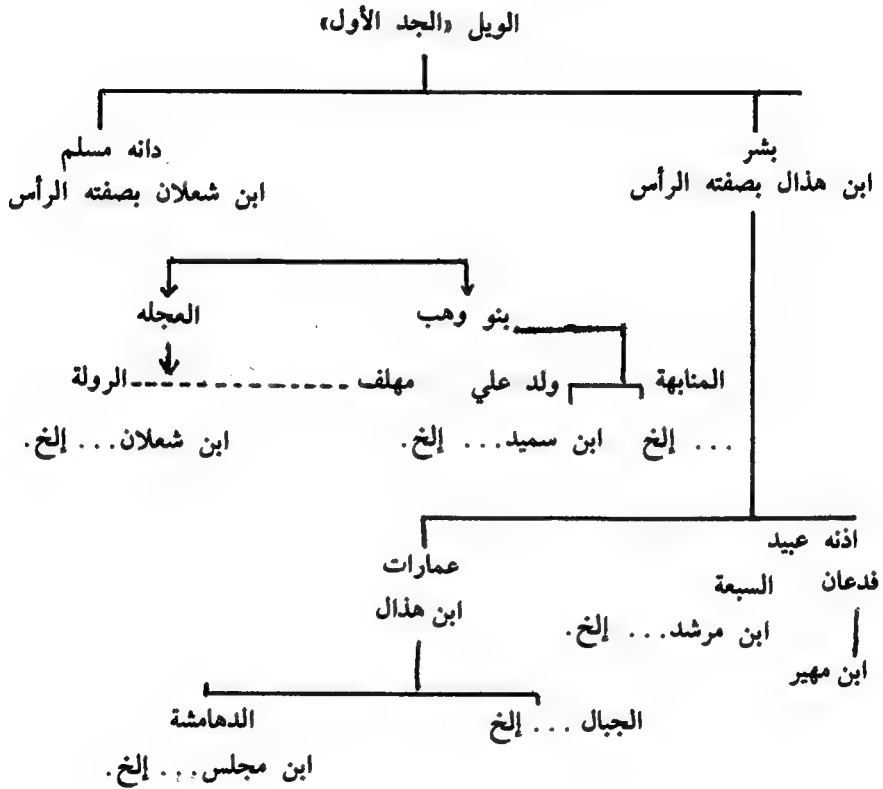 الويل «الجد الأول»
بشر
ابن هذال بصفته الرأس
دانه مسلم
ابن شعلان بصفته الرأس
بنو وهب
العجله
المنابهة
ولد علي
مهلف
الرولة
... إلخ
ابن سميد... إلخ.
ابن شعلان... إلخ.
اذنه عبيد
فدعان
السبعة
ابن مهير
ابن مرشد... إلخ.
عمارات
ابن هذال
الجبال ... إلخ
الدهامشة
ابن مجلس... إلخ.